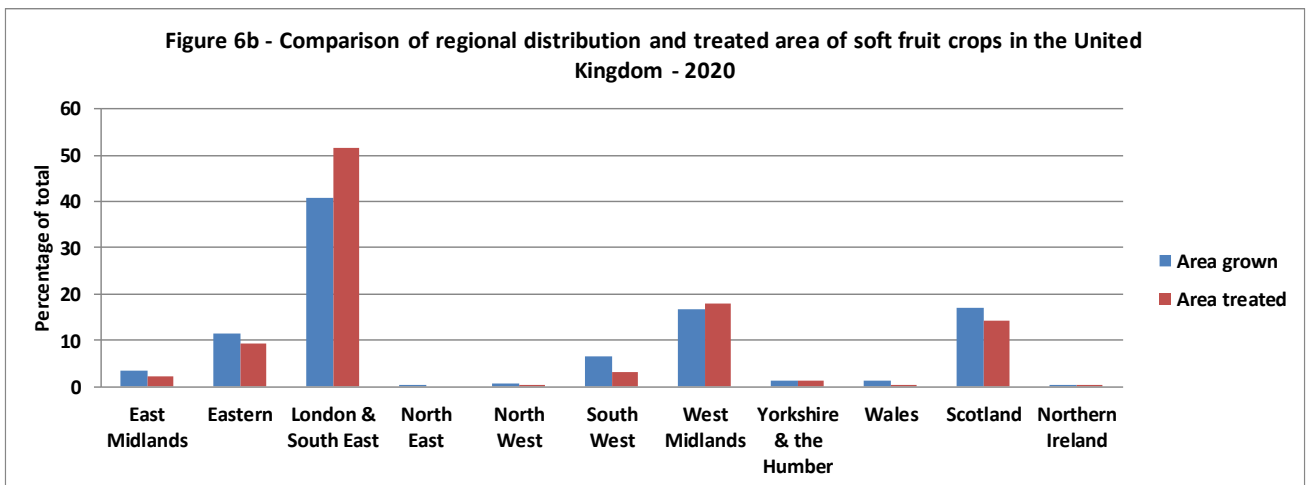 Figure 6b - Comparison of regional distribution and treated area of soft fruit crops in the United
Kingdom - 2020
Percentage of total
60
50
40
30
20
10
0
East
Midlands
Eastern
London &
South East
North
East
North
West
South
West
West
Midlands
Yorkshire
& the
Humber
Wales
Scotland
Northern
Ireland
Area grown
Area treated